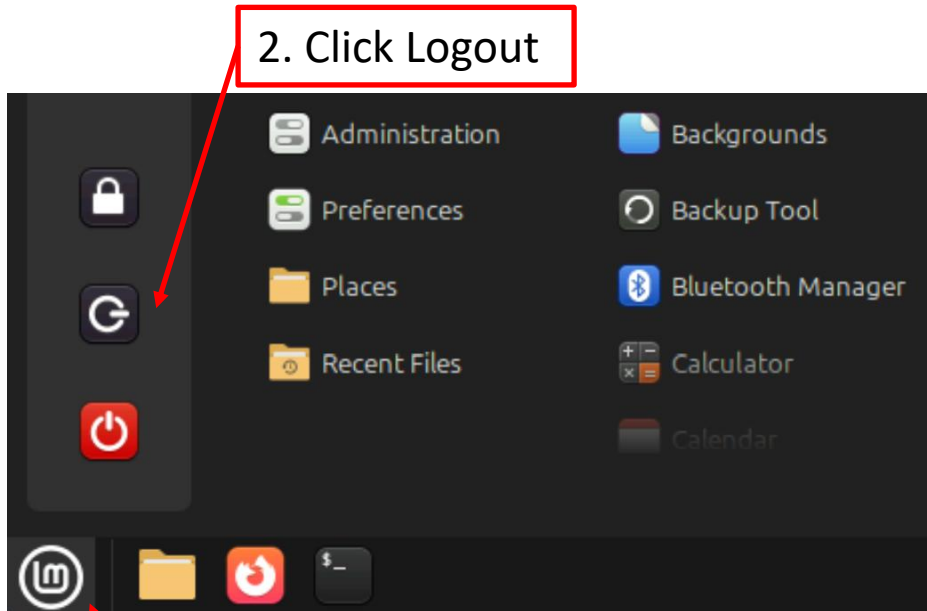 2. Click Logout
Administration
Backgrounds
Preferences
Backup Tool
Places
Bluetooth Manager
Recent Files
Calculator
Calendar
$_